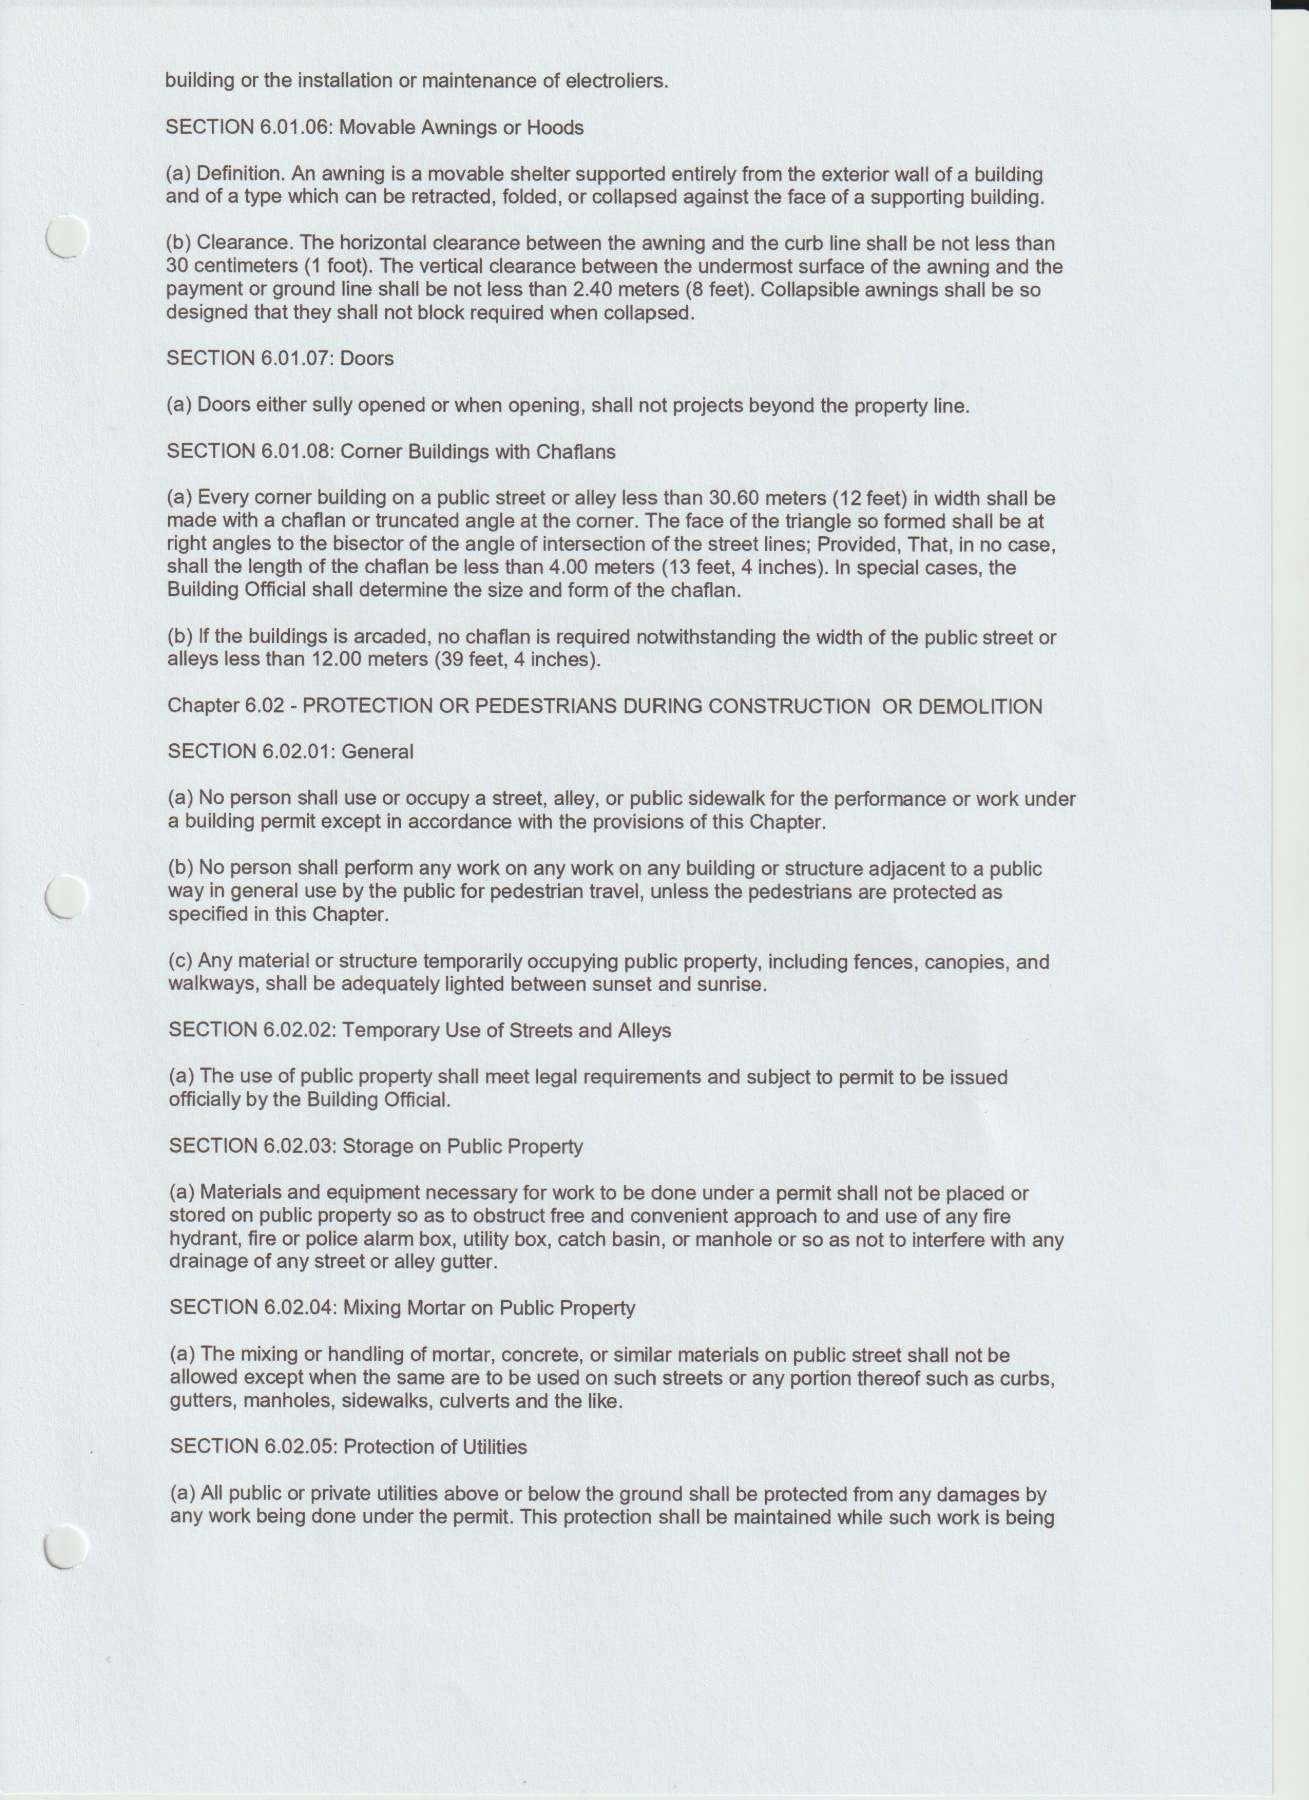 building or the installation or maintenance of electroliers.
SECTION 6.01.06: Movable Awnings or Hoods
(a) Definition. An awning is a movable shelter supported entirely from the exterior wall of a building
and of a type which can be retracted, folded, or collapsed against the face of a supporting building.
(b) Clearance. The horizontal clearance between the awning and the curb line shall be not less than
30 centimeters (1 foot). The vertical clearance between the undermost surface of the awning and the
payment or ground line shall be not less than 2.40 meters (8 feet). Collapsible awnings shall be so
designed that they shall not block required when collapsed.
SECTION 6.01.07: Doors
(a) Doors either sully opened or when opening, shall not projects beyond the property line.
SECTION 6.01.08: Corner Buildings with Chaflans
(a) Every corner building on a public street or alley less than 30.60 meters (12 feet) in width shall be
made with a chaflan or truncated angle at the corner. The face of the triangle so formed shall be at
right angles to the bisector of the angle of intersection of the street lines; Provided, That, in no case,
shall the length of the chaflan be less than 4.00 meters (13 feet, 4 inches). In special cases, the
Building Official shall determine the size and form of the chaflan.
(b) If the buildings is arcaded, no chaflan is required notwithstanding the width of the public street or
alleys less than 12.00 meters (39 feet, 4 inches).
Chapter 6.02 - PROTECTION OR PEDESTRIANS DURING CONSTRUCTION  OR DEMOLITION
SECTION 6.02.01: General
(a) No person shall use or occupy a street, alley, or public sidewalk for the performance or work under
a building permit except in accordance with the provisions of this Chapter.
(b) No person shall perform any work on any work on any building or structure adjacent to a public
way in general use by the public for pedestrian travel, unless the pedestrians are protected as
specified in this Chapter.
(c) Any material or structure temporarily occupying public property, including fences, canopies, and
walkways, shall be adequately lighted between sunset and sunrise.
SECTION 6.02.02: Temporary Use of Streets and Alleys
(a) The use of public property shall meet legal requirements and subject to permit to be issued
officially by the Building Official.
SECTION 6.02.03: Storage on Public Property
(a) Materials and equipment necessary for work to be done under a permit shall not be placed or
stored on public property so as to obstruct free and convenient approach to and use of any fire
hydrant, fire or police alarm box, utility box, catch basin, or manhole or so as not to interfere with any
drainage of any street or alley gutter.
SECTION 6.02.04: Mixing Mortar on Public Property
(a) The mixing or handling of mortar, concrete, or similar materials on public street shall not be
allowed except when the same are to be used on such streets or any portion thereof such as curbs,
gutters, manholes, sidewalks, culverts and the like.
SECTION 6.02.05: Protection of Utilities
(a) All public or private utilities above or below the ground shall be protected from any damages by
any work being done under the permit. This protection shall be maintained while such work is being